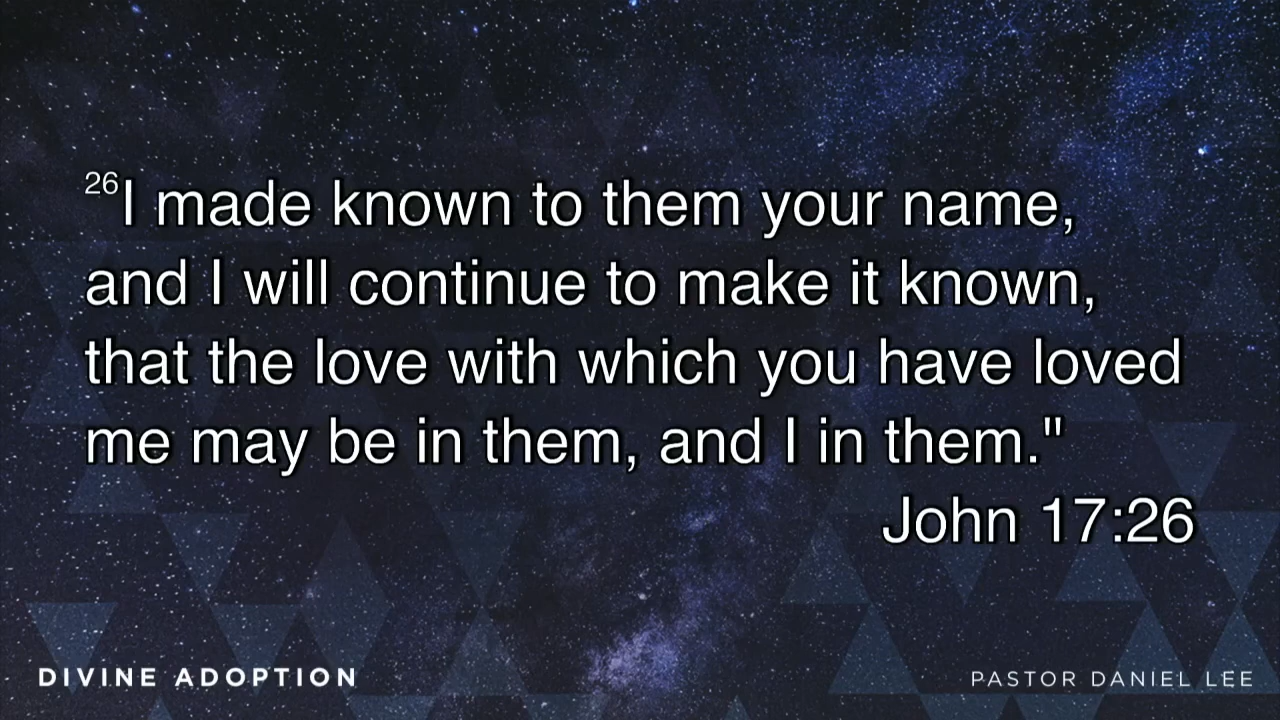 26I made known to them your name,
and I will continue to make it known,
that the love with which you have loved
me may be in them, and I in them."
John 17:26
DIVINE ADOPTION
PASTOR DANIEL LEE